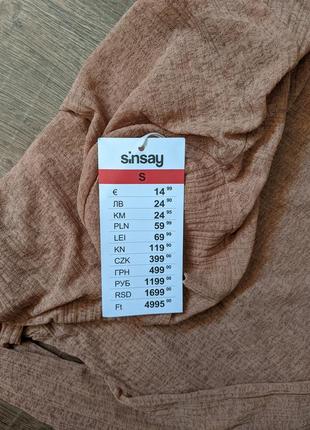 sinsay
S
€ 14 99
ЛВ 24 90
KM 24 95
PLN 59 99
LEI 69 99
KN 119 90
CZK 399 00
ГРН 499 00
РУБ 1199 00
RSD 1699 00
Ft 4995 00